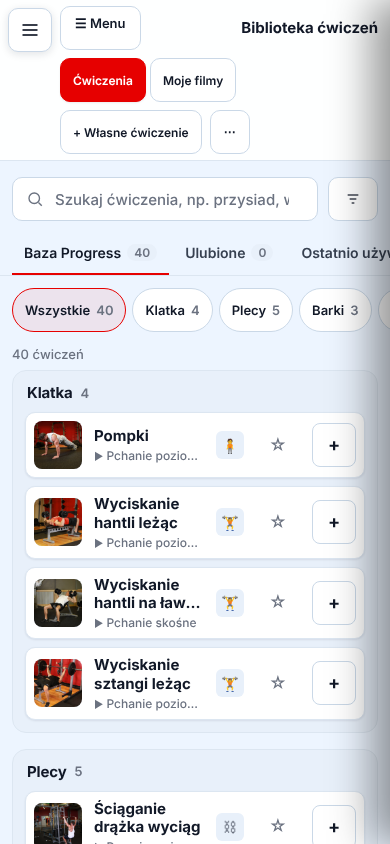 ☰ Menu
Biblioteka ćwiczeń
Ćwiczenia
Moje filmy
+ Własne ćwiczenie
···
Szukaj ćwiczenia, np. przysiad, w
Baza Progress 40
Ulubione 0
Ostatnio uży
Wszystkie 40
Klatka 4
Plecy 5
Barki 3
40 ćwiczeń
Klatka 4
Pompki
▶ Pchanie pozio...
☆
+
Wyciskanie
hantli leżąc
▶ Pchanie pozio...
☆
+
Wyciskanie
hantli na ław...
▶ Pchanie skośne
☆
+
Wyciskanie
sztangi leżąc
▶ Pchanie pozio...
☆
+
Plecy 5
Ściąganie
drążka wyciąg
☆
+